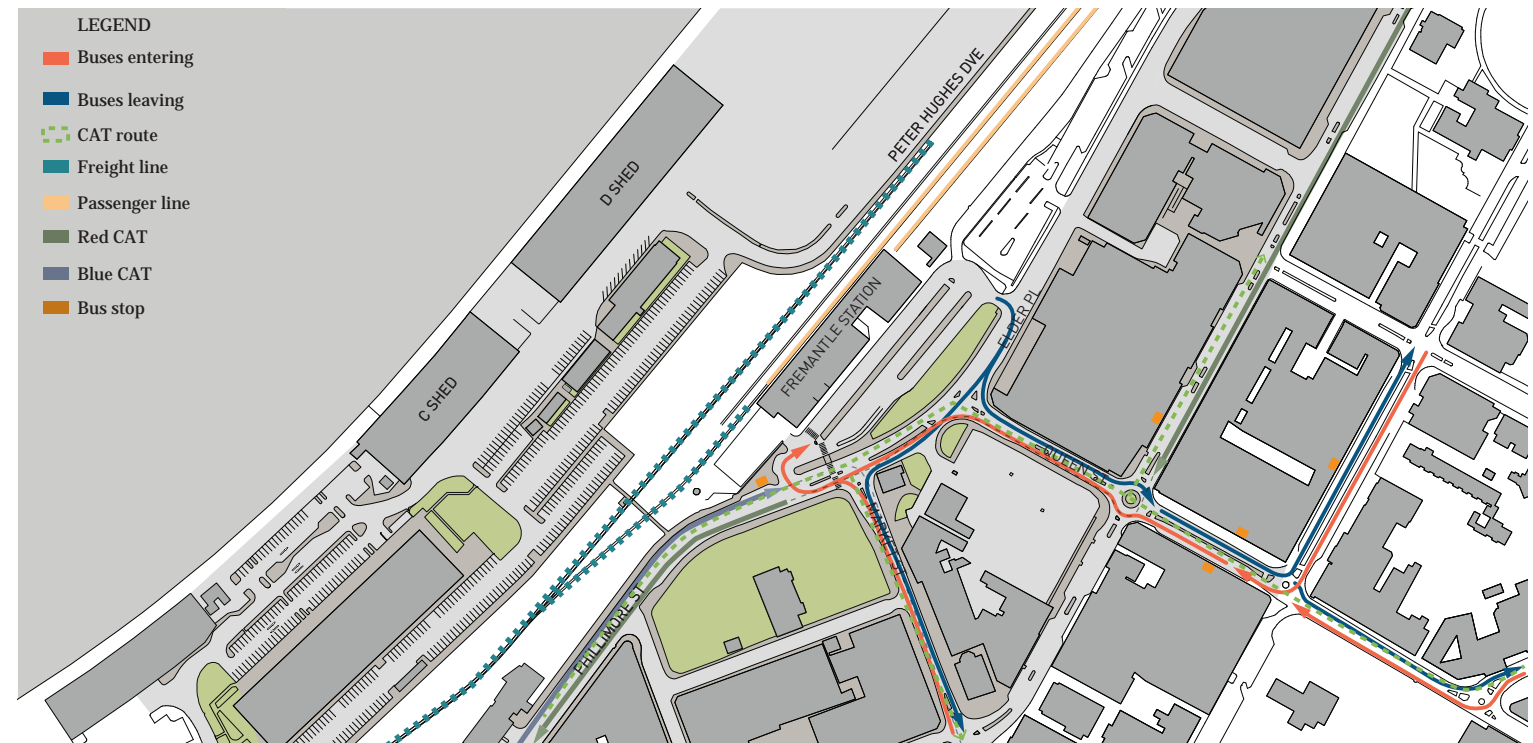 LEGEND
Buses entering
Buses leaving
CAT route
Freight line
Passenger line
Red CAT
Blue CAT
Bus stop
PETER HUGHES DVE
D SHED
C SHED
FREMANTLE STATION
ELDER PL
QUEEN ST
MARKET ST
PHILLIMORE ST